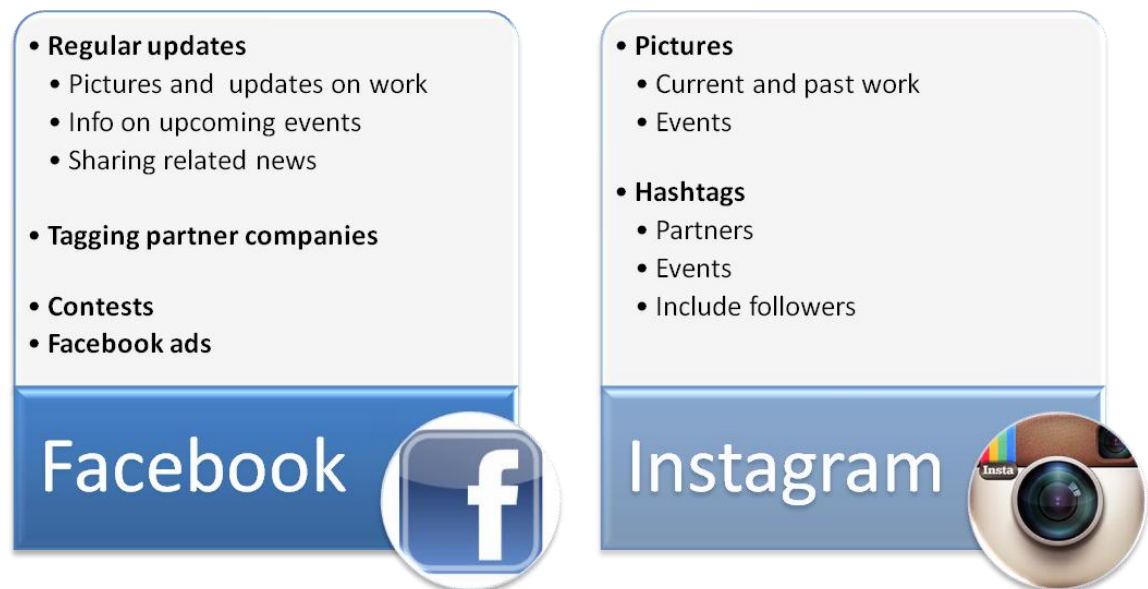 • Regular updates
• Pictures and updates on work
• Info on upcoming events
• Sharing related news
• Tagging partner companies
• Contests
• Facebook ads
Facebook
f
• Pictures
• Current and past work
• Events
• Hashtags
• Partners
• Events
• Include followers
Instagram
Insta